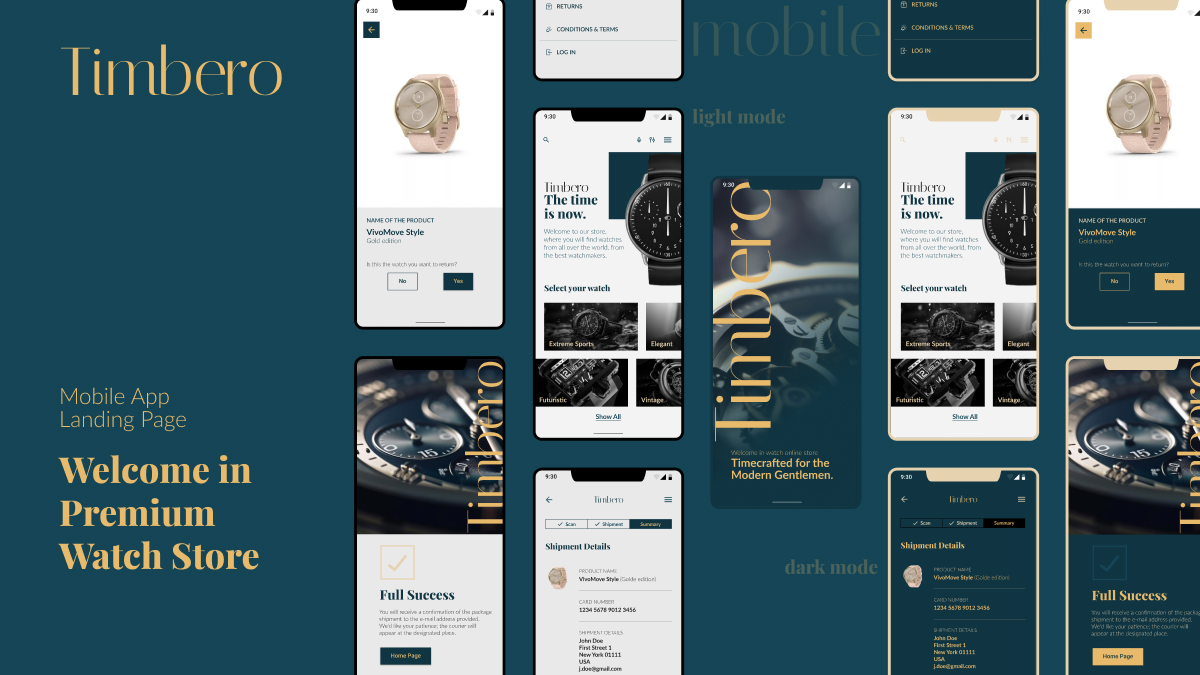 Timbero
Mobile App
Landing Page
Welcome in
Premium
Watch Store
9:30
NAME OF THE PRODUCT
VivoMove Style
Gold edition
Is this the watch you want to return?
No
Yes
Timbero
Full Success
You will receive a confirmation of the package
shipment to the e-mail address provided.
We'd like your patience; the courier will
appear at the designated place.
Home Page
RETURNS
CONDITIONS & TERMS
LOG IN
9:30
Timbero
The time
is now.
Welcome to our store,
where you will find watches
from all over the world, from
the best watchmakers.
Select your watch
Extreme Sports
Elegant
Futuristic
Vintage
Show All
9:30
Timbero
Scan
Shipment
Summary
Shipment Details
PRODUCT NAME
VivoMove Style (Golde edition)
CARD NUMBER
1234 5678 9012 3456
SHIPMENT DETAILS
John Doe
First Street 1
New York 01111
USA
j.doe@gmail.com
mobile
light mode
9:30
Timbero
Welcome in watch online store
Timecrafted for the
Modern Gentlemen.
dark mode
RETURNS
CONDITIONS & TERMS
LOG IN
9:30
Timbero
The time
is now.
Welcome to our store,
where you will find watches
from all over the world, from
the best watchmakers.
Select your watch
Extreme Sports
Elegant
Futuristic
Vintage
Show All
9:30
Timbero
Scan
Shipment
Summary
Shipment Details
PRODUCT NAME
VivoMove Style (Golde edition)
CARD NUMBER
1234 5678 9012 3456
SHIPMENT DETAILS
John Doe
First Street 1
New York 01111
USA
j.doe@gmail.com
9:30
NAME OF THE PRODUCT
VivoMove Style
Gold edition
Is this the watch you want to return?
No
Yes
Timbero
Full Success
You will receive a confirmation of the
shipment to the e-mail address provided.
We'd like your patience; the courier will
appear at the designated place.
Home Page